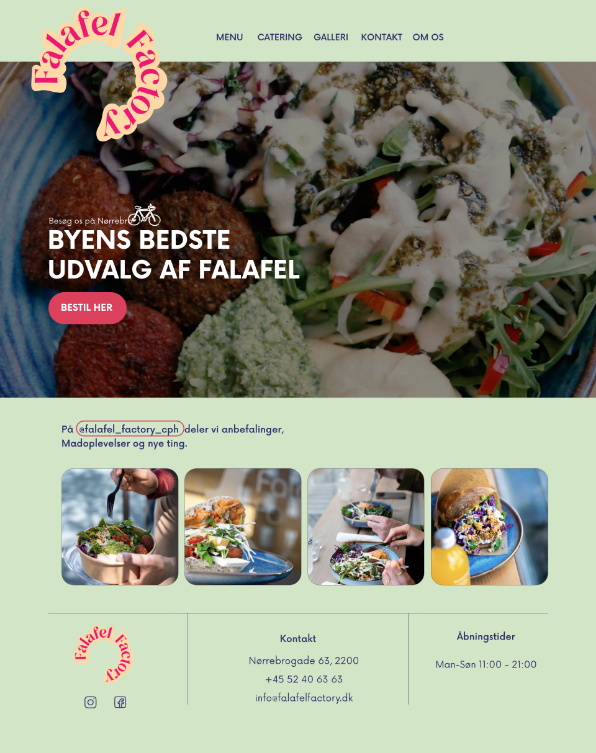 Falafel Factory
MENU CATERING GALLERI KONTAKT OM OS
Besøg os på Nørrebro
BYENS BEDSTE
UDVALG AF FALAFEL
BESTIL HER
På @falafel_factory_cph deler vi anbefalinger,
Madoplevelser og nye ting.
Falafel Factory
Kontakt
Nørrebrogade 63, 2200
+45 52 40 63 63
info@falafelfactory.dk
Åbningstider
Man-Søn 11:00 - 21:00